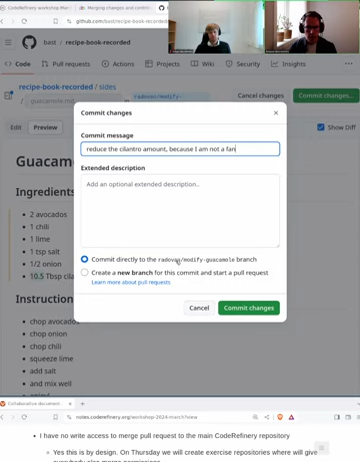 CodeRefinery workshop Mar
Merging changes and contri
github.com/bast/recipe-book-recorded
bast / recipe-book-recorded
Code
Pull requests
Actions
Projects
Wiki
Security
Insights
recipe-book-recorded / sides
Cancel changes
Commit changes...
Edit
Preview
Show Diff
Commit changes
Commit message
reduce the cilantro amount, because I am not a fan
Extended description
Add an optional extended description..
Commit directly to the radovan/modify-guacamole branch
Create a new branch for this commit and start a pull request
Learn more about pull requests
Cancel
Commit changes
Guacam
Ingredients
2 avocados
1 chili
1 lime
1 tsp salt
1/2 onion
10.5 Tbsp cila
Instruction
chop avocados
chop onion
chop chili
squeeze lime
add salt
and mix well
Collaborative document
notes.coderefinery.org/workshop-2024-march?view
I have no write access to merge pull request to the main CodeRefinery repository
Yes this is by design. On Thursday we will create exercise repositories where will give